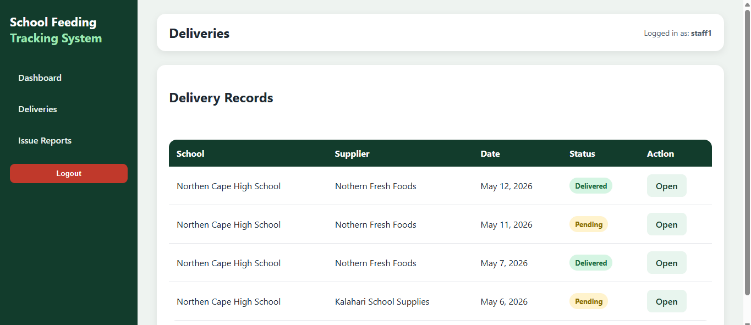 School Feeding
Tracking System
Dashboard
Deliveries
Issue Reports
Logout
Deliveries
Logged in as: staff1
Delivery Records
School Supplier Date Status Action
Northen Cape High School Nothern Fresh Foods May 12, 2026 Delivered Open
Northen Cape High School Nothern Fresh Foods May 11, 2026 Pending Open
Northen Cape High School Nothern Fresh Foods May 7, 2026 Delivered Open
Northen Cape High School Kalahari School Supplies May 6, 2026 Pending Open